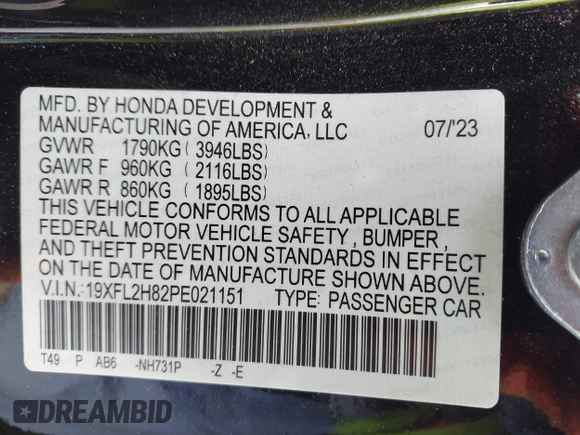 MFD. BY HONDA DEVELOPMENT &
MANUFACTURING OF AMERICA, LLC 07/'23
GVWR 1790KG ( 3946LBS )
GAWR F 960KG ( 2116LBS )
GAWR R 860KG ( 1895LBS )
THIS VEHICLE CONFORMS TO ALL APPLICABLE
FEDERAL MOTOR VEHICLE SAFETY , BUMPER ,
AND THEFT PREVENTION STANDARDS IN EFFECT
ON THE DATE OF MANUFACTURE SHOWN ABOVE.
V.I.N.:19XFL2H82PE021151 TYPE: PASSENGER CAR
T49 P AB6 -NH731P -Z -E
DREAMBID